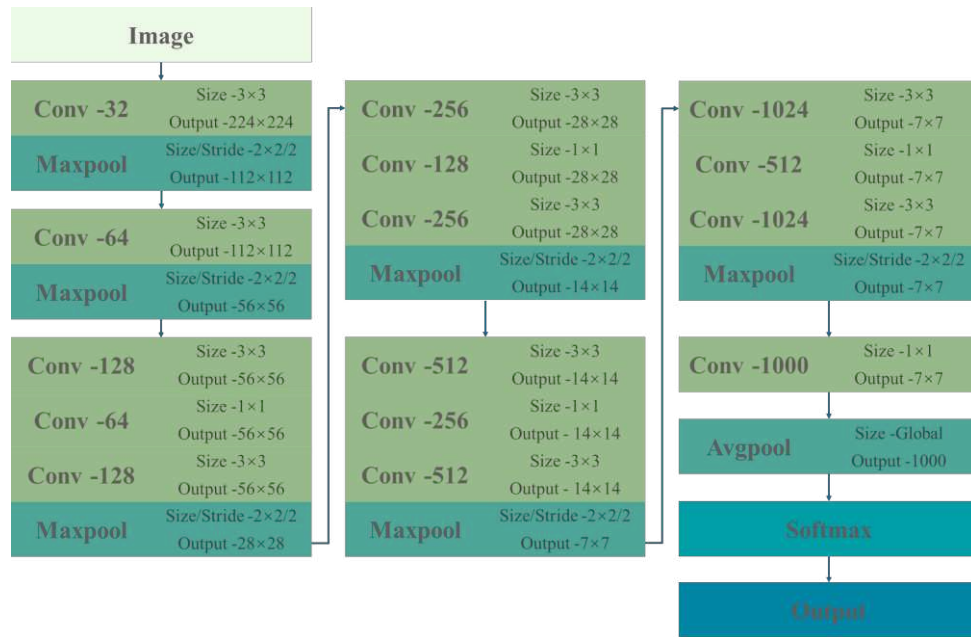 Image
Conv -32
Size -3×3
Output -224×224
Maxpool
Size/Stride -2×2/2
Output -112×112
Conv -64
Size -3×3
Output -112×112
Maxpool
Size/Stride -2×2/2
Output -56×56
Conv -128
Size -3×3
Output -56×56
Conv -64
Size -1×1
Output -56×56
Conv -128
Size -3×3
Output -56×56
Maxpool
Size/Stride -2×2/2
Output -28×28
Conv -256
Size -3×3
Output -28×28
Conv -128
Size -1×1
Output -28×28
Conv -256
Size -3×3
Output -28×28
Maxpool
Size/Stride -2×2/2
Output -14×14
Conv -512
Size -3×3
Output -14×14
Conv -256
Size -1×1
Output - 14×14
Conv -512
Size -3×3
Output - 14×14
Maxpool
Size/Stride -2×2/2
Output -7×7
Conv -1024
Size -3×3
Output -7×7
Conv -512
Size -1×1
Output -7×7
Conv -1024
Size -3×3
Output -7×7
Maxpool
Size/Stride -2×2/2
Output -7×7
Conv -1000
Size -1×1
Output -7×7
Avgpool
Size -Global
Output -1000
Softmax
Output